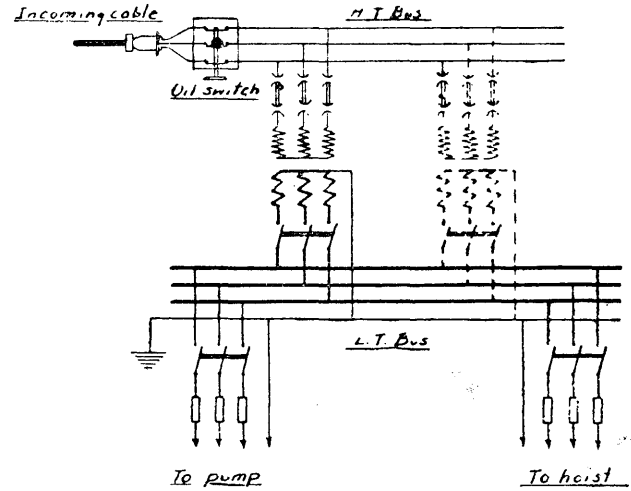 Incoming cable
H T Bus
Oil switch
L.T. Bus
To pump
To hoist